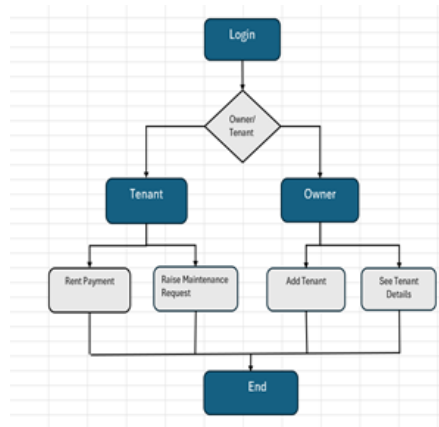 Login
Owner/
Tenant
Tenant
Owner
Rent Payment
Raise Maintenance
Request
Add Tenant
See Tenant
Details
End